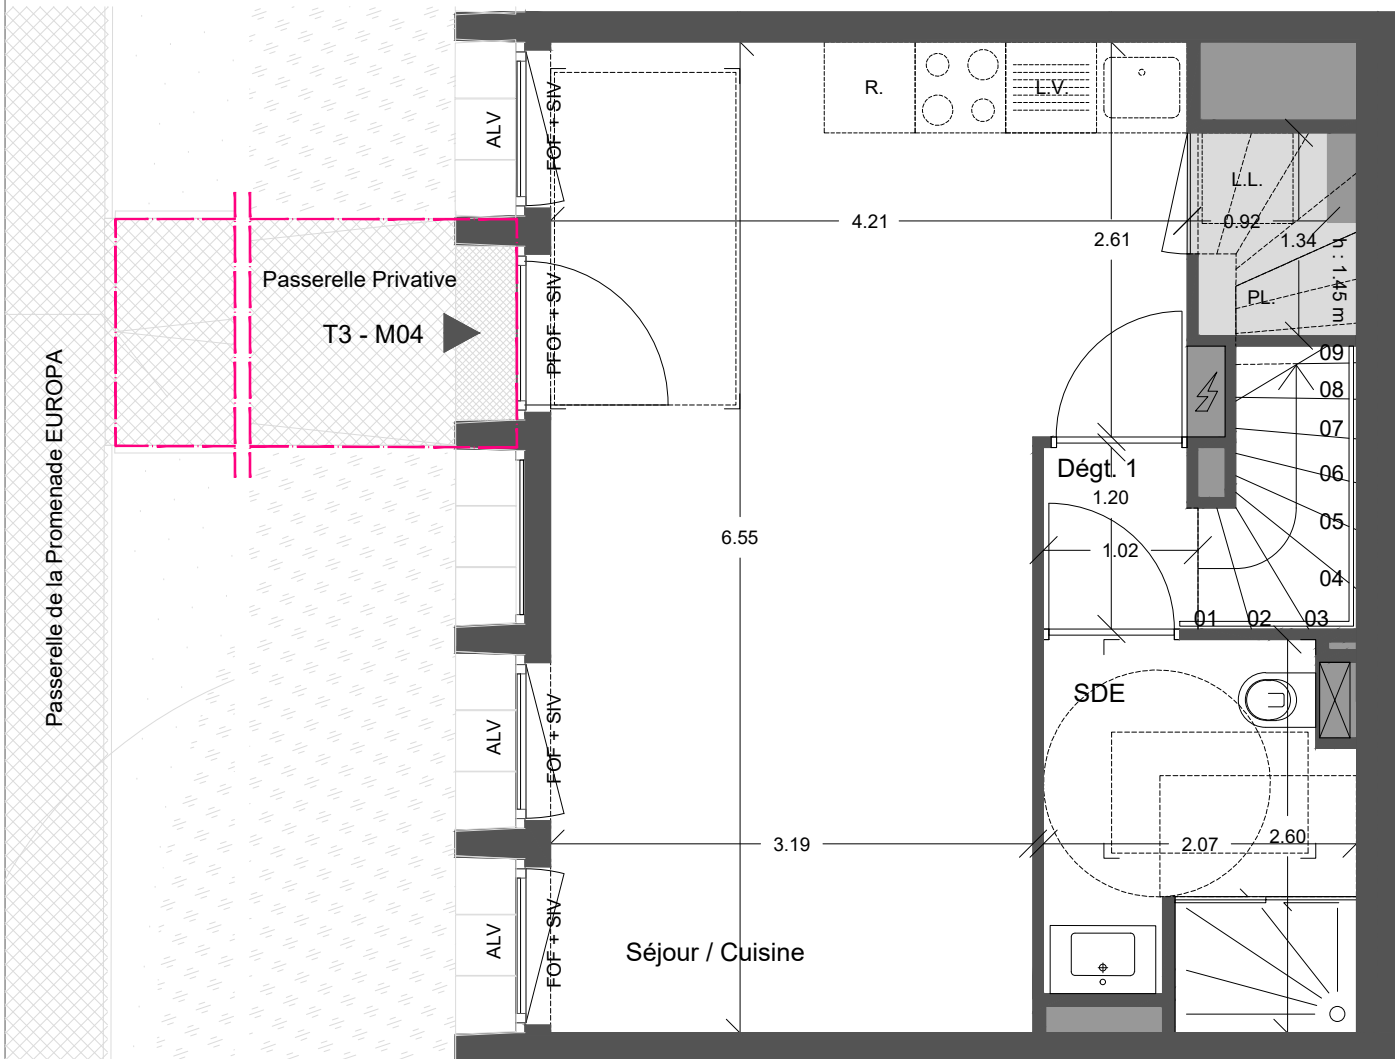 R.
L.V.
ALV
FOF + SIV
L.L.
4.21
0.92
2.61
1.34
h : 1.45 m
Passerelle Privative
PL.
T3 - M04
PFOF + SIV
Passerelle de la Promenade EUROPA
09
08
07
06
05
04
03
02
01
Dégt. 1
1.20
1.02
6.55
SDE
ALV
FOF + SIV
3.19
2.07
2.60
ALV
FOF + SIV
Séjour / Cuisine